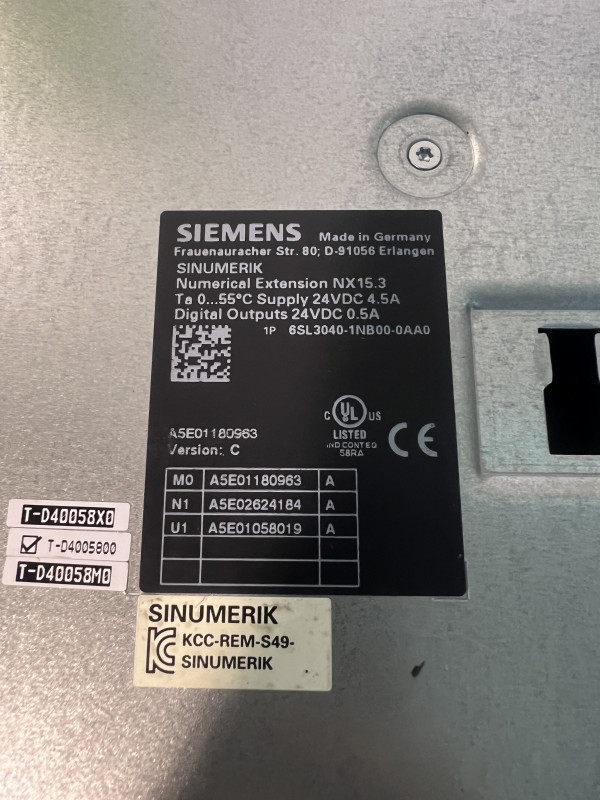 SIEMENS Made in Germany
Frauenauracher Str. 80; D-91056 Erlangen
SINUMERIK
Numerical Extension NX15.3
Ta 0...55°C Supply 24VDC 4.5A
Digital Outputs 24VDC 0.5A
1P 6SL3040-1NB00-0AA0
C UL US
LISTED
IND CONT EQ
58RA
CE
A5E01180963
Version: C
M0 A5E01180963 A
N1 A5E02624184 A
U1 A5E01058019 A
T-D40058X0
T-D4005800
T-D40058M0
SINUMERIK
KCC-REM-S49-
SINUMERIK